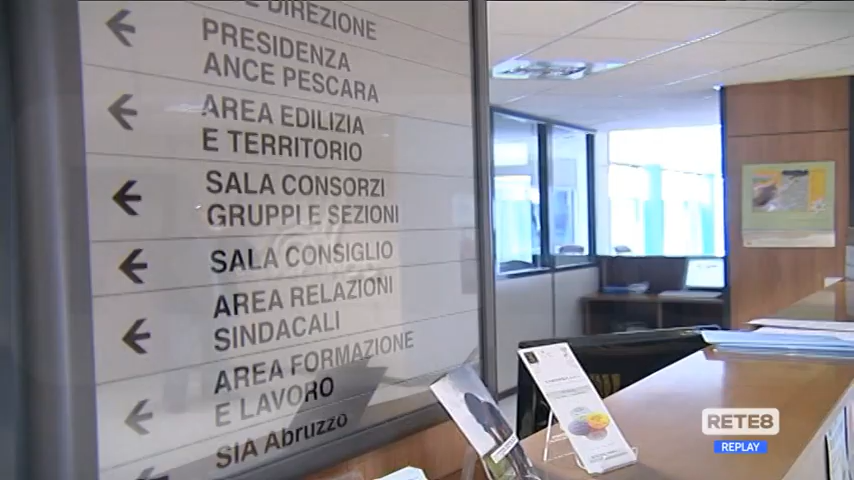 E DIREZIONE
PRESIDENZA
ANCE PESCARA
AREA EDILIZIA
E TERRITORIO
SALA CONSORZI
GRUPPI E SEZIONI
SALA CONSIGLIO
AREA RELAZIONI
SINDACALI
AREA FORMAZIONE
E LAVORO
SIA Abruzzo
RETE8
REPLAY